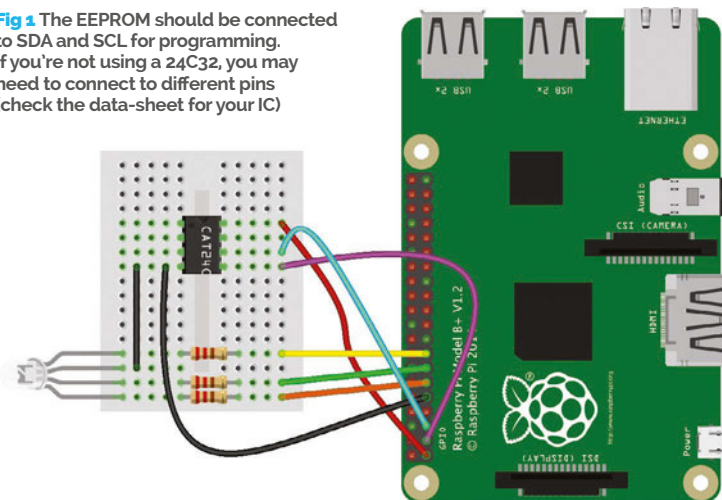 Fig 1 The EEPROM should be connected
to SDA and SCL for programming.
If you're not using a 24C32, you may
need to connect to different pins
(check the data-sheet for your IC)
USB 2x
USB 2x
ETHERNET
Audio
CSI (CAMERA)
CAT24C
HDMI
Raspberry Pi Model B+ V1.2
© Raspberry Pi
GPIO
Power
DSI (DISPLAY)